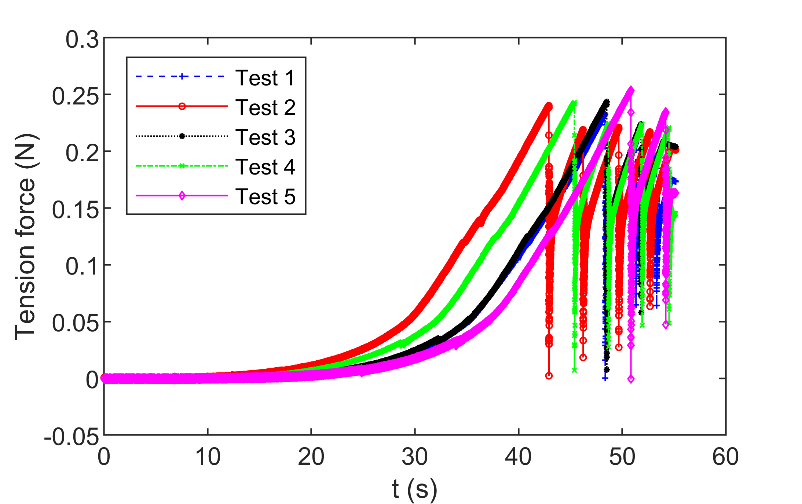 0.3
0.25
0.2
0.15
0.1
0.05
0
-0.05
Tension force (N)
Test 1
Test 2
Test 3
Test 4
Test 5
0 10 20 30 40 50 60
t (s)